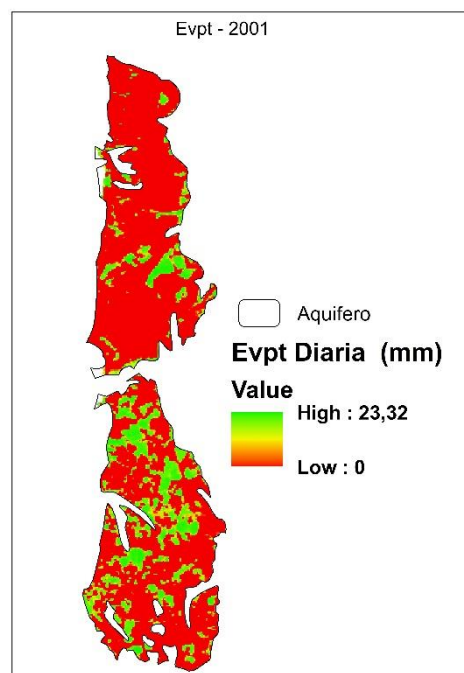 Evpt - 2001
Aquifero
Evpt Diaria (mm)
Value
High : 23,32
Low : 0